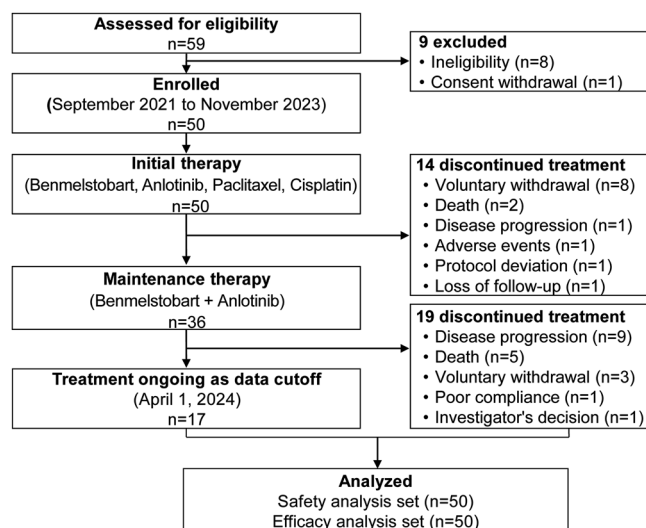 Assessed for eligibility
n=59
9 excluded
• Ineligibility (n=8)
• Consent withdrawal (n=1)
Enrolled
(September 2021 to November 2023)
n=50
Initial therapy
(Benmelstobart, Anlotinib, Paclitaxel, Cisplatin)
n=50
14 discontinued treatment
• Voluntary withdrawal (n=8)
• Death (n=2)
• Disease progression (n=1)
• Adverse events (n=1)
• Protocol deviation (n=1)
• Loss of follow-up (n=1)
Maintenance therapy
(Benmelstobart + Anlotinib)
n=36
19 discontinued treatment
• Disease progression (n=9)
• Death (n=5)
• Voluntary withdrawal (n=3)
• Poor compliance (n=1)
• Investigator's decision (n=1)
Treatment ongoing as data cutoff
(April 1, 2024)
n=17
Analyzed
Safety analysis set (n=50)
Efficacy analysis set (n=50)